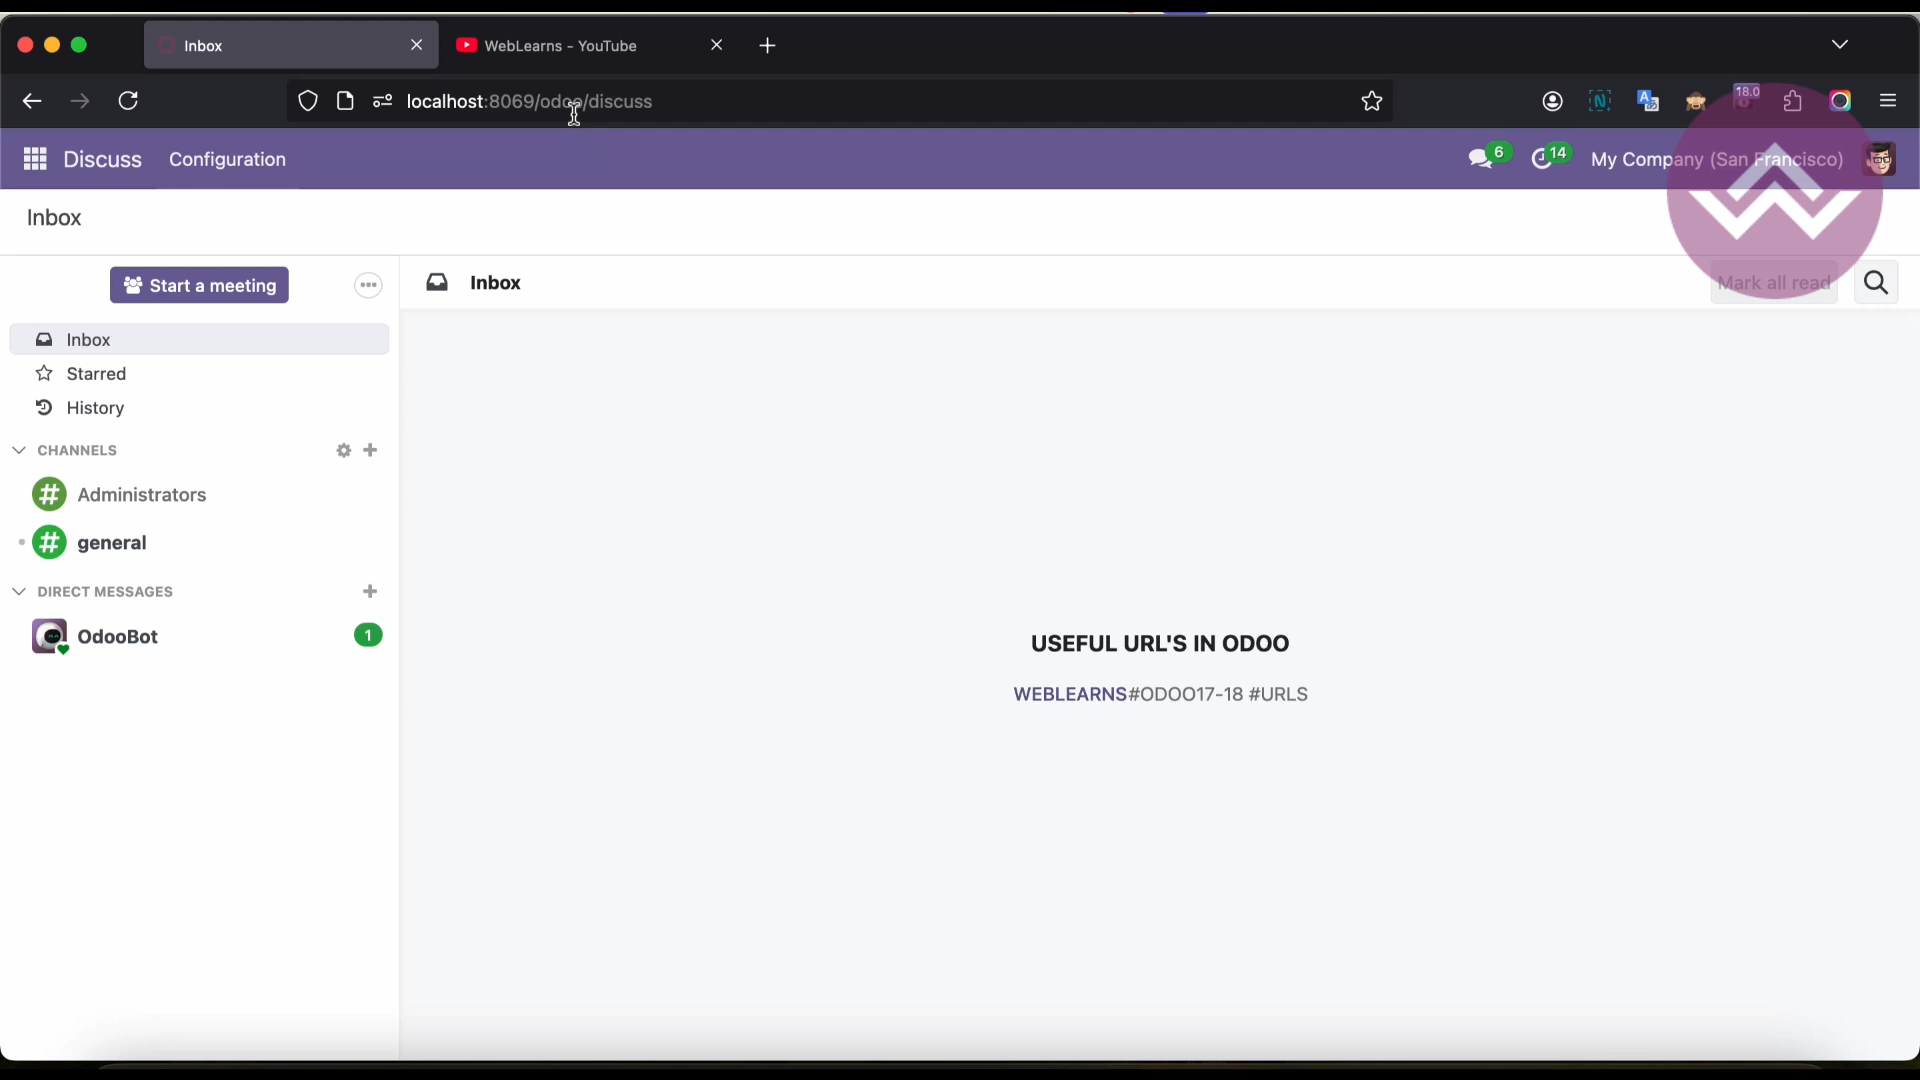 Inbox
WebLearns - YouTube
localhost:8069/odoo/discuss
18.0
Discuss
Configuration
6
14
My Company (San Francisco)
Inbox
Start a meeting
Inbox
Mark all read
Inbox
Starred
History
CHANNELS
Administrators
general
DIRECT MESSAGES
OdooBot
1
USEFUL URL'S IN ODOO
WEBLEARNS#ODOO17-18 #URLS